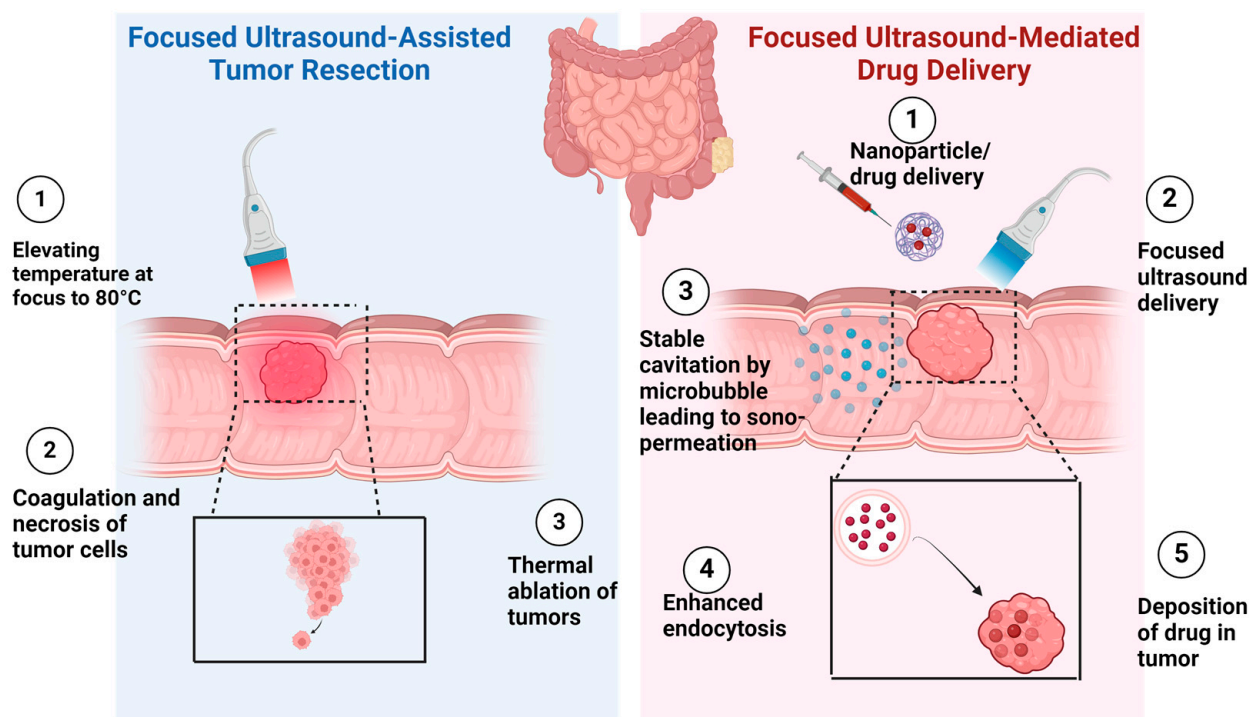 Focused Ultrasound-Assisted
Tumor Resection
1
Elevating
temperature at
focus to 80°C
2
Coagulation and
necrosis of
tumor cells
3
Thermal
ablation of
tumors
Focused Ultrasound-Mediated
Drug Delivery
1
Nanoparticle/
drug delivery
2
Focused
ultrasound
delivery
3
Stable
cavitation by
microbubble
leading to sono-
permeation
4
Enhanced
endocytosis
5
Deposition
of drug in
tumor